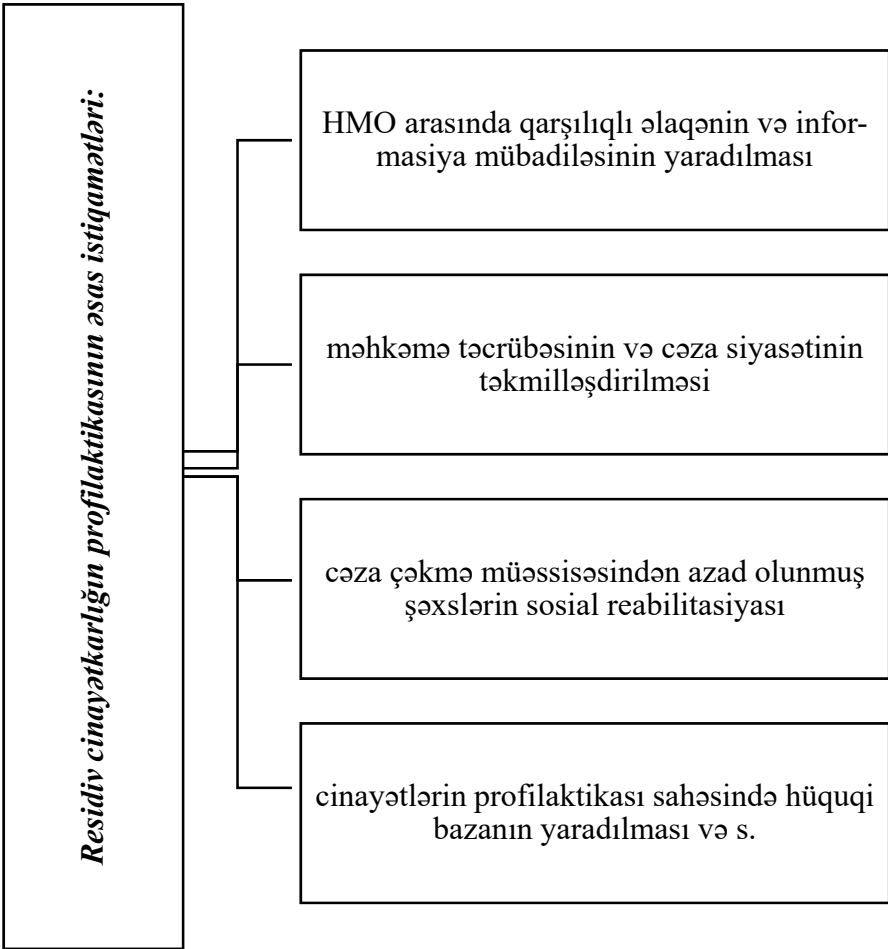 Residiv cinayətkarlığın profilaktikasının əsas istiqamətləri:
HMO arasında qarşılıqlı əlaqənin və infor-
masiya mübadiləsinin yaradılması
məhkəmə təcrübəsinin və cəza siyasətinin
təkmilləşdirilməsi
cəza çəkmə müəssisəsindən azad olunmuş
şəxslərin sosial reabilitasiyası
cinayətlərin profilaktikası sahəsində hüquqi
bazanın yaradılması və s.